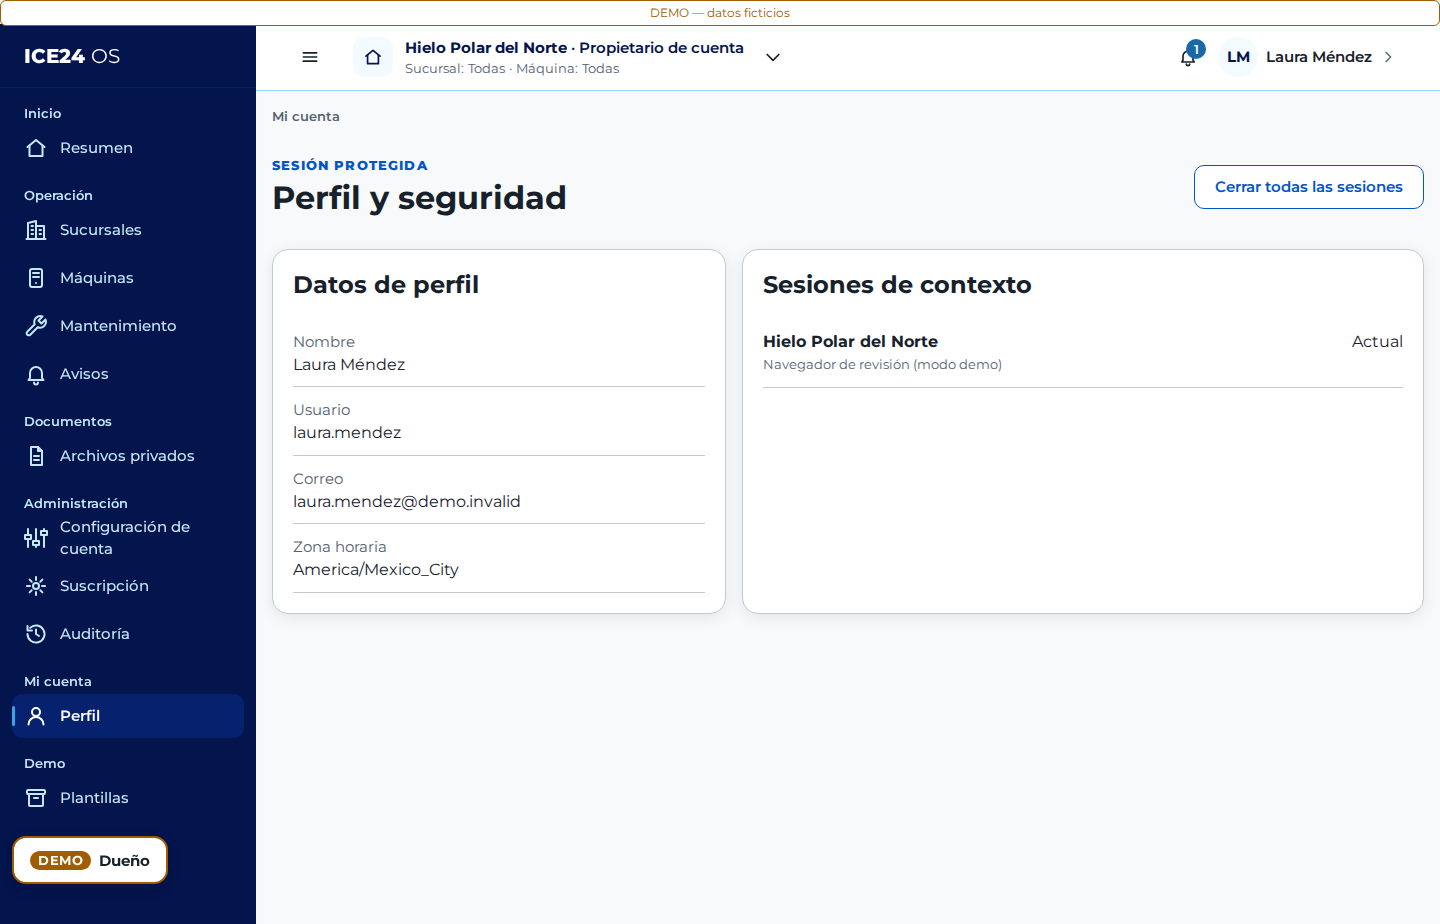 DEMO — datos ficticios
ICE24 OS
Inicio
Resumen
Operación
Sucursales
Máquinas
Mantenimiento
Avisos
Documentos
Archivos privados
Administración
Configuración de
cuenta
Suscripción
Auditoría
Mi cuenta
Perfil
Demo
Plantillas
DEMO Dueño
Hielo Polar del Norte · Propietario de cuenta
Sucursal: Todas · Máquina: Todas
1
LM Laura Méndez
Mi cuenta
SESIÓN PROTEGIDA
Perfil y seguridad
Cerrar todas las sesiones
Datos de perfil
Nombre
Laura Méndez
Usuario
laura.mendez
Correo
laura.mendez@demo.invalid
Zona horaria
America/Mexico_City
Sesiones de contexto
Hielo Polar del Norte
Actual
Navegador de revisión (modo demo)